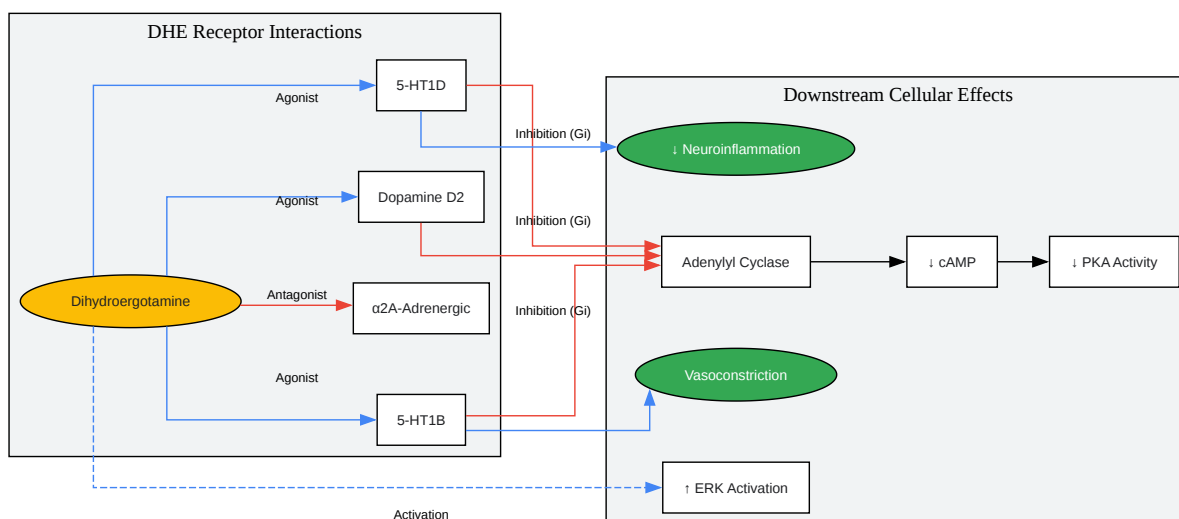 DHE Receptor Interactions
5-HT1D
Agonist
Dopamine D2
Agonist
Dihydroergotamine
Antagonist
α2A-Adrenergic
Agonist
5-HT1B
Inhibition (Gi)
Inhibition (Gi)
Inhibition (Gi)
Activation
Downstream Cellular Effects
↓ Neuroinflammation
Adenylyl Cyclase
↓ cAMP
↓ PKA Activity
Vasoconstriction
↑ ERK Activation